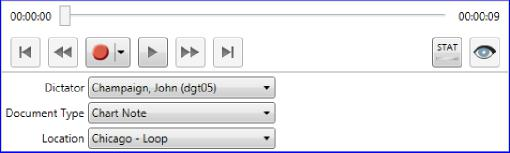 00:00:00 00:00:09
STAT
Dictator Champaign, John (dgt05)
Document Type Chart Note
Location Chicago - Loop